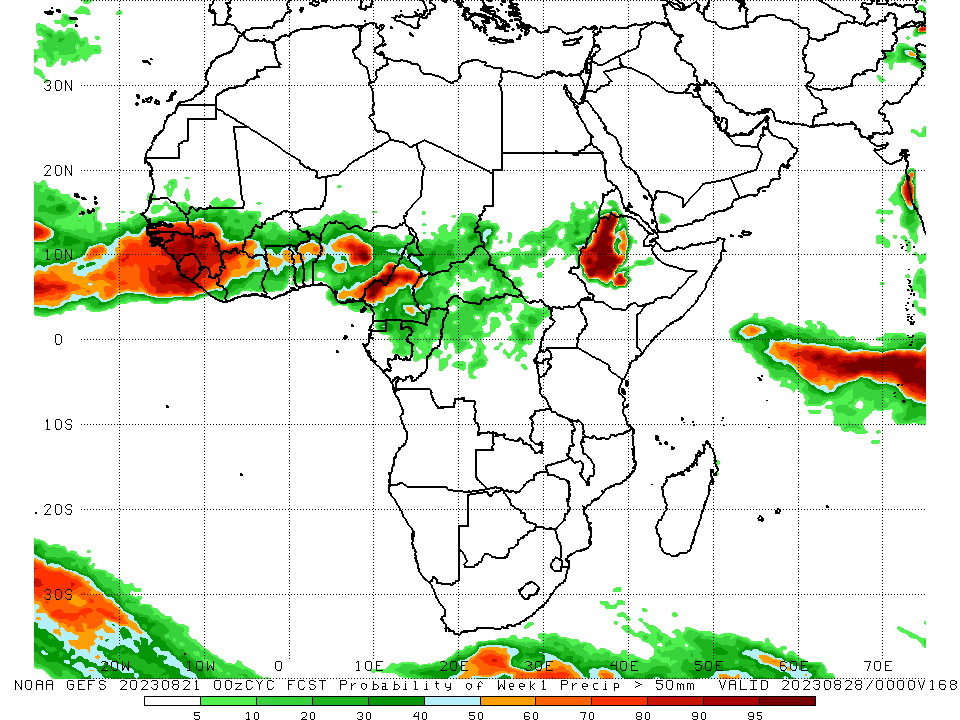 30N
20N
10N
0
10S
20S
30S
20W 10W 0 10E 20E 30E 40E 50E 60E 70E
NOAA GEFS 20230821 00zCYC FCST Probability of Week1 Precip > 50mm VALID 20230828/0000V168
5 10 20 30 40 50 60 70 80 90 95